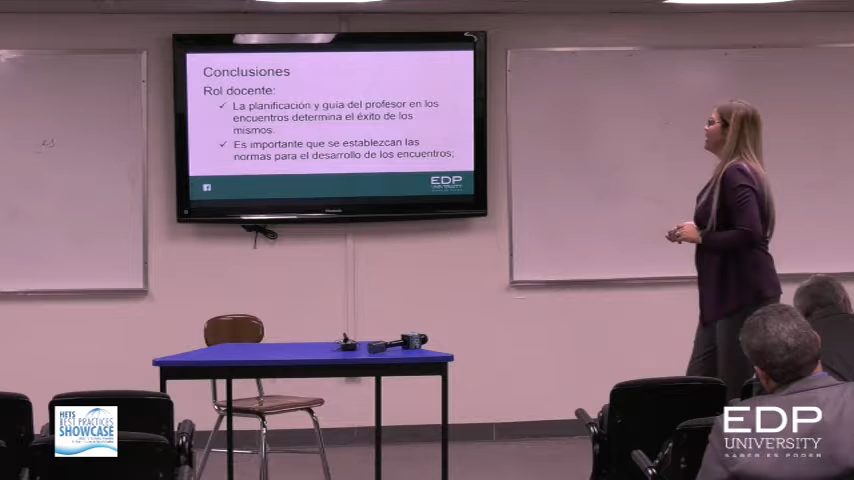 Conclusiones
Rol docente:
✓ La planificación y guía del profesor en los
encuentros determina el éxito de los
mismos.
✓ Es importante que se establezcan las
normas para el desarrollo de los encuentros;
EDP
UNIVERSITY
HETS
BEST PRACTICES
SHOWCASE
EDP
UNIVERSITY
SABER ES PODER